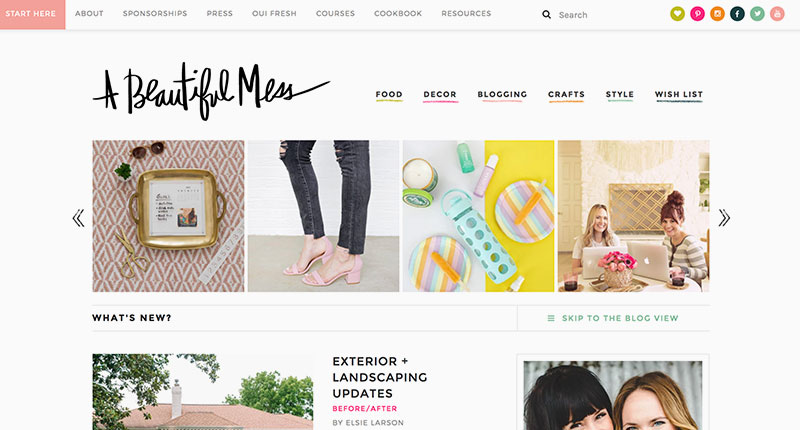 START HERE ABOUT SPONSORSHIPS PRESS OUI FRESH COURSES COOKBOOK RESOURCES Search
A Beautiful Mess
FOOD DECOR BLOGGING CRAFTS STYLE WISH LIST
WHAT'S NEW?
SKIP TO THE BLOG VIEW
EXTERIOR +
LANDSCAPING
UPDATES
BEFORE/AFTER
BY ELSIE LARSON